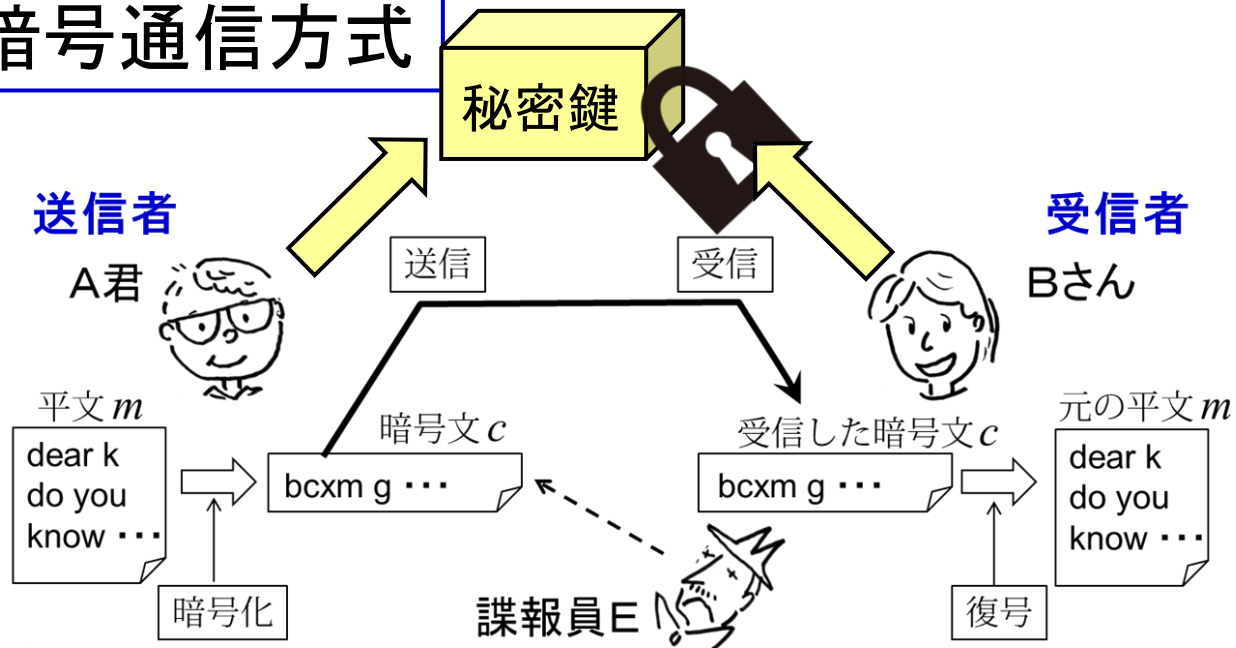 暗号通信方式
秘密鍵
送信者
A君
送信
受信
受信者
Bさん
平文 m
dear k
do you
know ・・・
暗号化
暗号文 c
bcxm g ・・・
諜報員E
受信した暗号文 c
bcxm g ・・・
復号
元の平文 m
dear k
do you
know ・・・